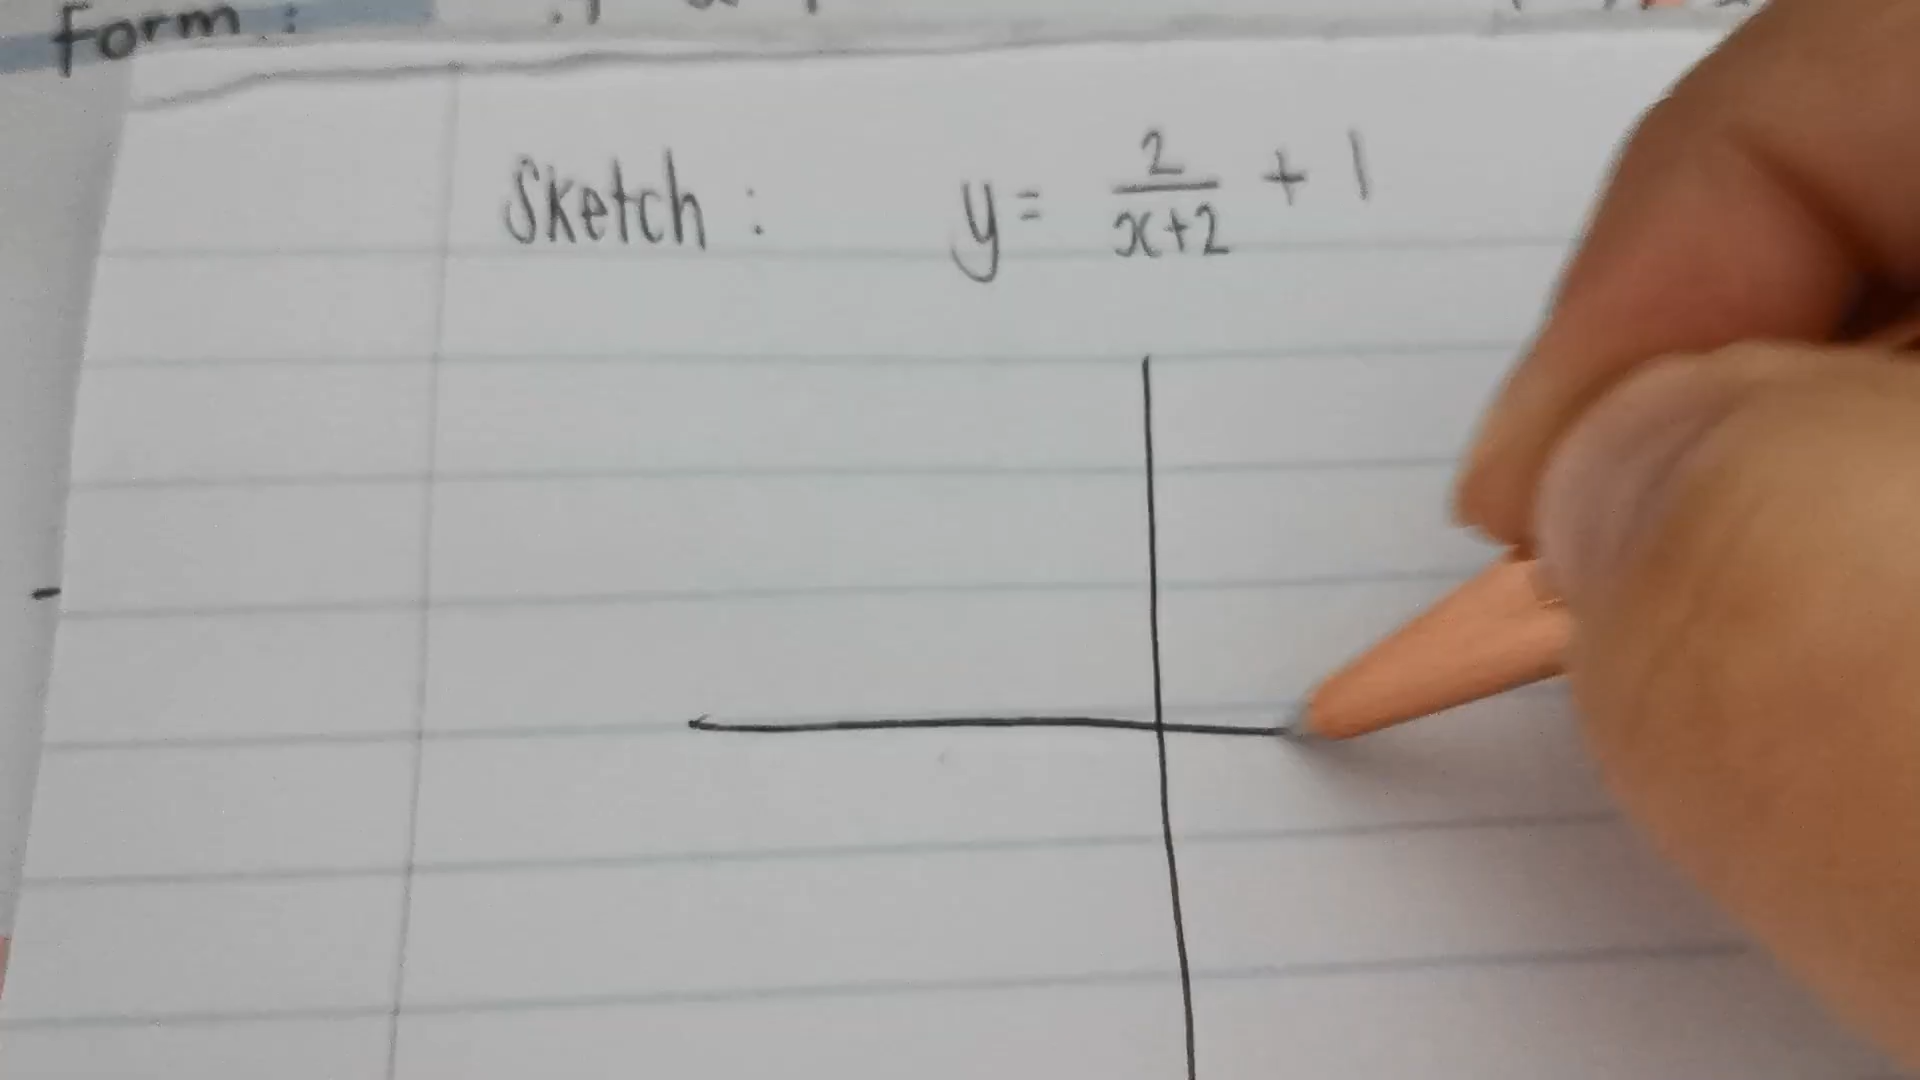 form :
Sketch : y = 2/(x+2) + 1